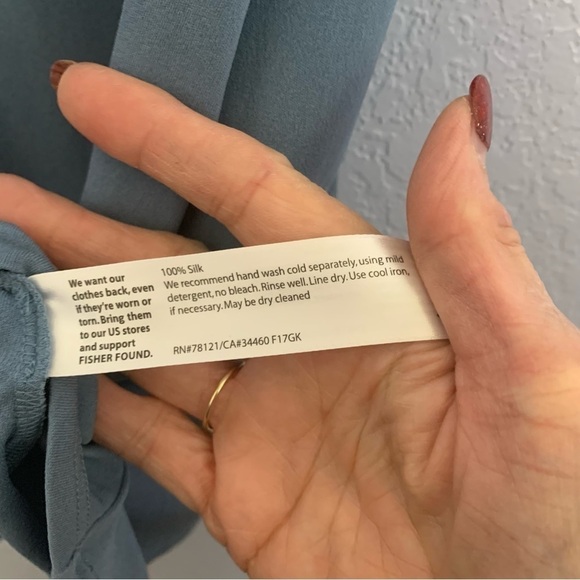 We want our
clothes back, even
if they're worn or
torn. Bring them
to our US stores
and support
FISHER FOUND.
100% Silk
We recommend hand wash cold separately, using mild
detergent, no bleach. Rinse well. Line dry. Use cool iron,
if necessary. May be dry cleaned
RN#78121/CA#34460 F17GK